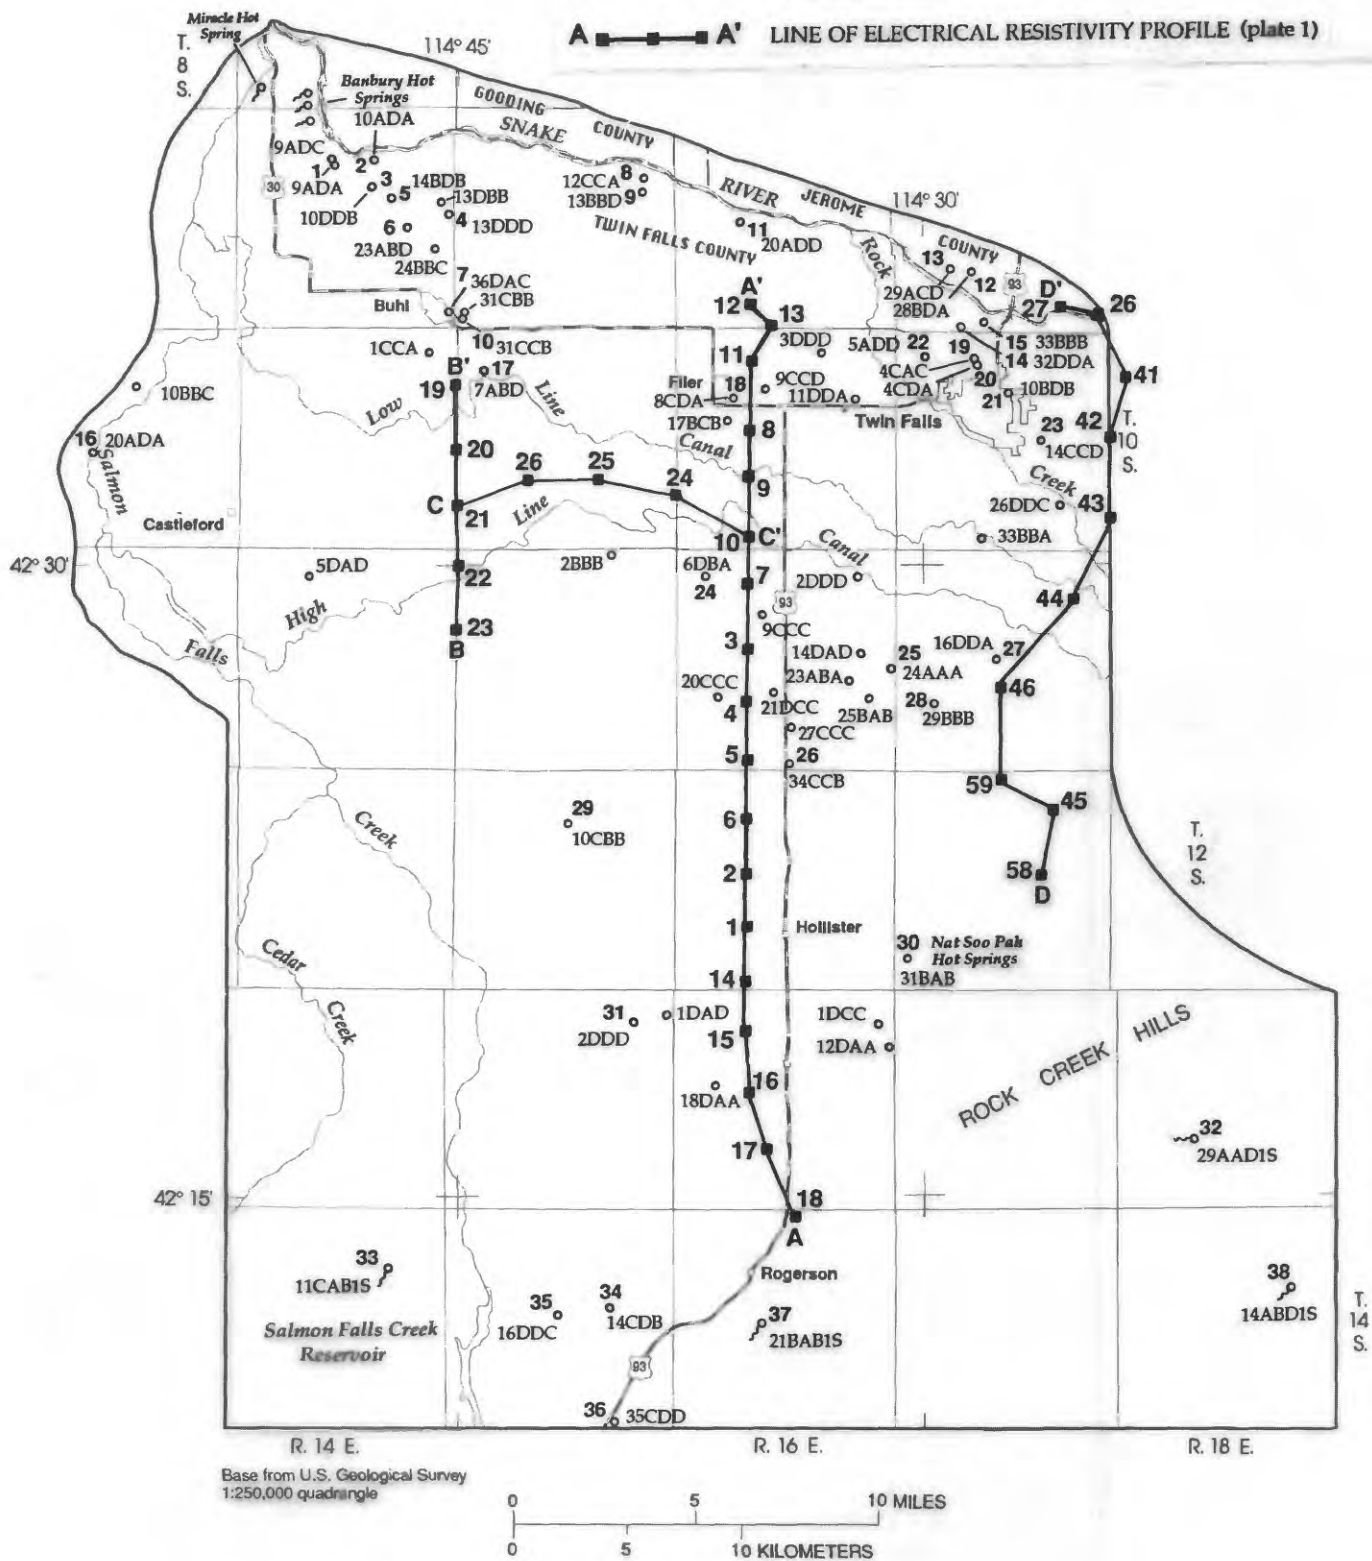 Miracle Hot
Spring
T.
8
S.
114° 45'
A A' LINE OF ELECTRICAL RESISTIVITY PROFILE (plate 1)
Banbury Hot
Springs
10ADA
GOODING
COUNTY
SNAKE
9ADC
1
2
9ADA
3
10DDB
30
14BDB
5
13DBB
4
13DDD
6
23ABD
24BBC
8
12CCA
13BBD
9
RIVER
JEROME
114° 30'
COUNTY
TWIN FALLS COUNTY
11
20ADD
Rock
13
12
29ACD
28BDA
93
D'
27
26
7
36DAC
31CBB
Buhl
10
31CCB
1CCA
A'
12
13
3DDD
11
5ADD
22
19
4CAC
4CDA
20
14
15
33BBB
32DDA
10BDB
21
41
B'
19
17
7ABD
10BBC
Low
Line
Canal
Filer
18
8CDA
9CCD
11DDA
17BCB
8
Twin Falls
23
14CCD
42
T.
10
S.
16
20ADA
Salmon
20
26
25
24
9
Creek
26DDC
43
C
21
Castleford
Line
10
C'
Canal
33BBA
42° 30'
5DAD
22
2BBB
6DBA
24
7
2DDD
High
44
23
B
93
9CCC
3
Falls
14DAD
25
16DDA
27
24AAA
23ABA
46
20CCC
4
21DCC
25BAB
28
29BBB
27CCC
5
26
34CCB
59
45
29
10CBB
Creek
6
T.
12
S.
2
58
D
1
Hollister
30
Nat Soo Pah
Hot Springs
31BAB
Cedar
Creek
14
31
2DDD
1DAD
15
1DCC
12DAA
ROCK CREEK HILLS
18DAA
16
32
29AAD1S
17
42° 15'
18
A
33
11CAB1S
Rogerson
38
14ABD1S
T.
14
S.
35
16DDC
34
14CDB
37
21BAB1S
Salmon Falls Creek
Reservoir
93
36
35CDD
R. 14 E.
R. 16 E.
R. 18 E.
Base from U.S. Geological Survey
1:250,000 quadrangle
0 5 10 MILES
0 5 10 KILOMETERS